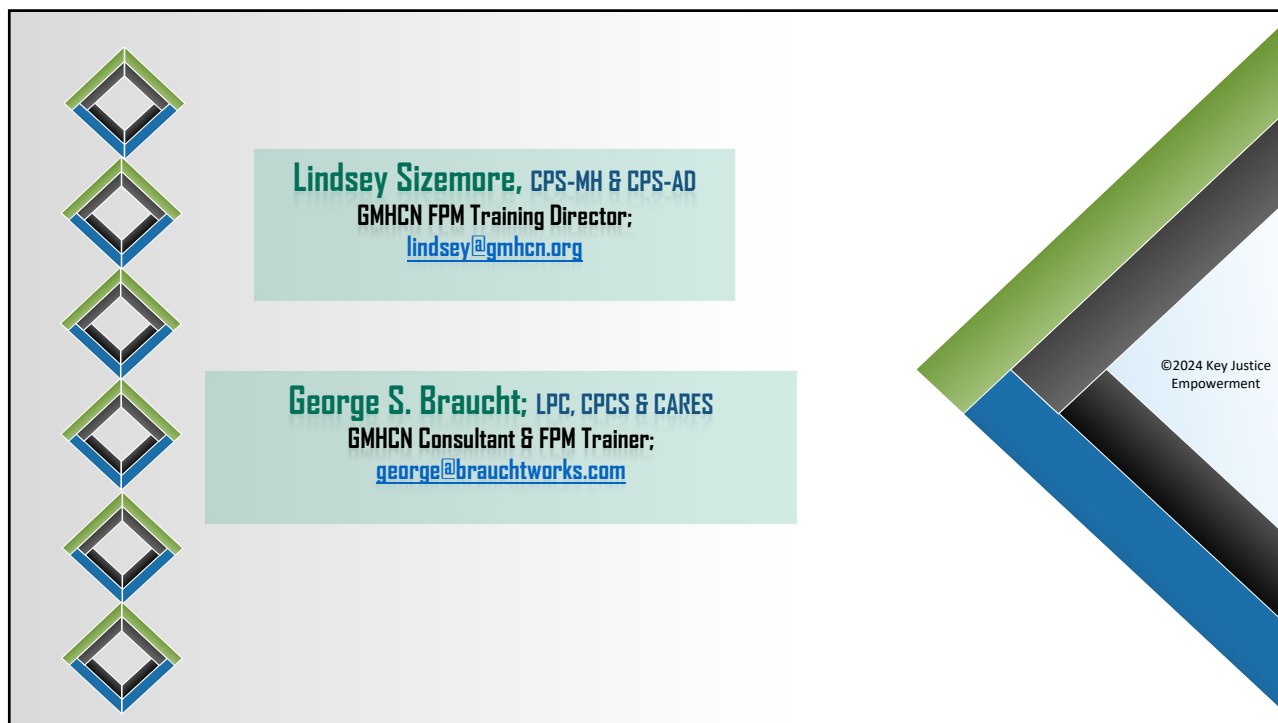 Lindsey Sizemore, CPS-MH & CPS-AD
GMHCN FPM Training Director;
lindsey@gmhcn.org
George S. Braucht; LPC, CPCS & CARES
GMHCN Consultant & FPM Trainer;
george@brauchtworks.com
©2024 Key Justice
Empowerment